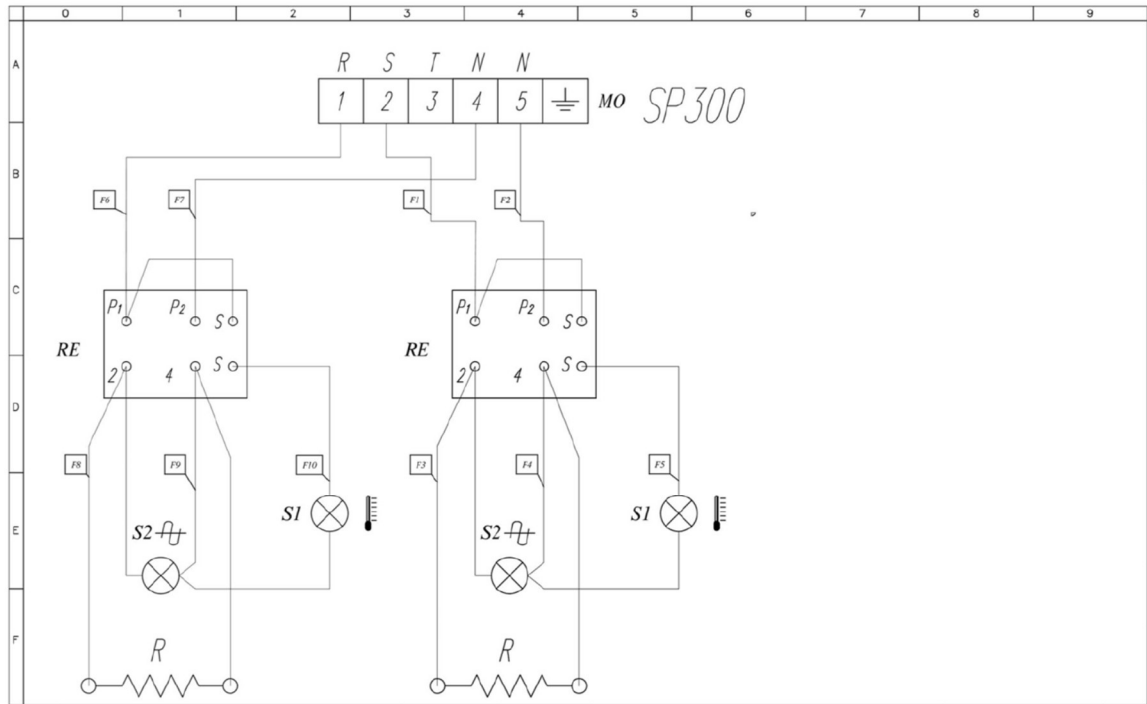 0 1 2 3 4 5 6 7 8 9
A
R S T N N
1 2 3 4 5 MO SP300
B
F6 F7 F1 F2
C
P1 P2 S P1 P2 S
RE RE
2 4 S 2 4 S
D
F8 F9 F10 F3 F4 F5
E
S2 S1 S2 S1
F
R R